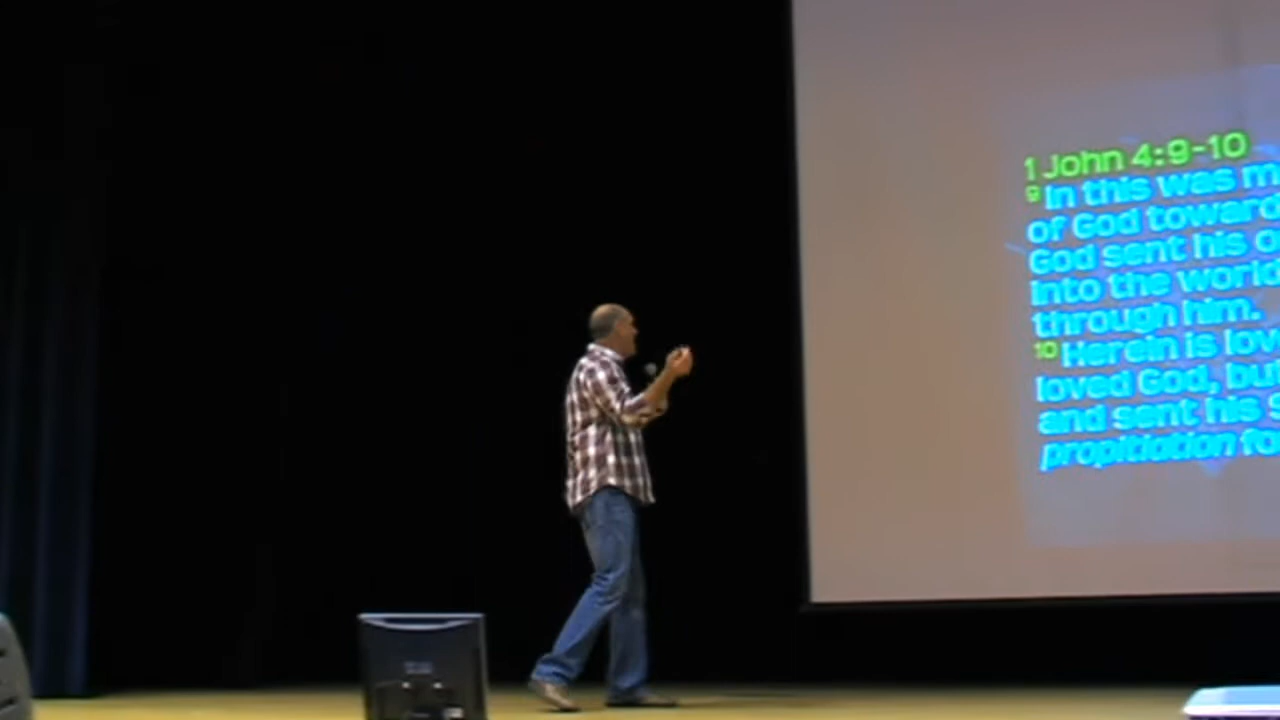 1 John 4:9-10
9 In this was m
of God toward
God sent his o
into the world
through him.
10 Herein is lov
loved God, but
and sent his S
propitiation fo